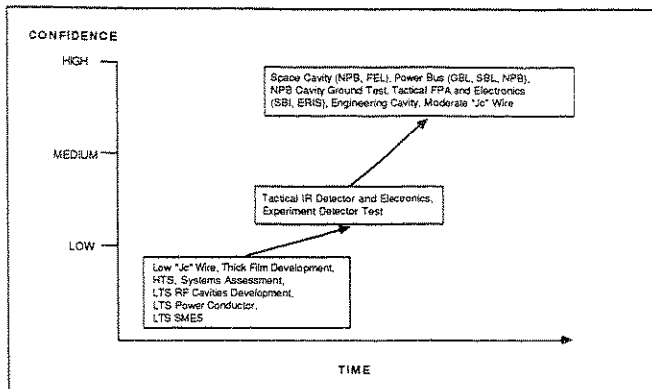 CONFIDENCE
HIGH
Space Cavity (NPB, FEL), Power Bus (GBL, SBL, NPB),
NPB Cavity Ground Test, Tactical FPA and Electronics
(SBI, ERIS), Engineering Cavity, Moderate "Jc" Wire
MEDIUM
Tactical IR Detector and Electronics,
Experiment Detector Test
LOW
Low "Jc" Wire, Thick Film Development,
HTS, Systems Assessment,
LTS RF Cavities Development,
LTS Power Conductor,
LTS SMES
TIME